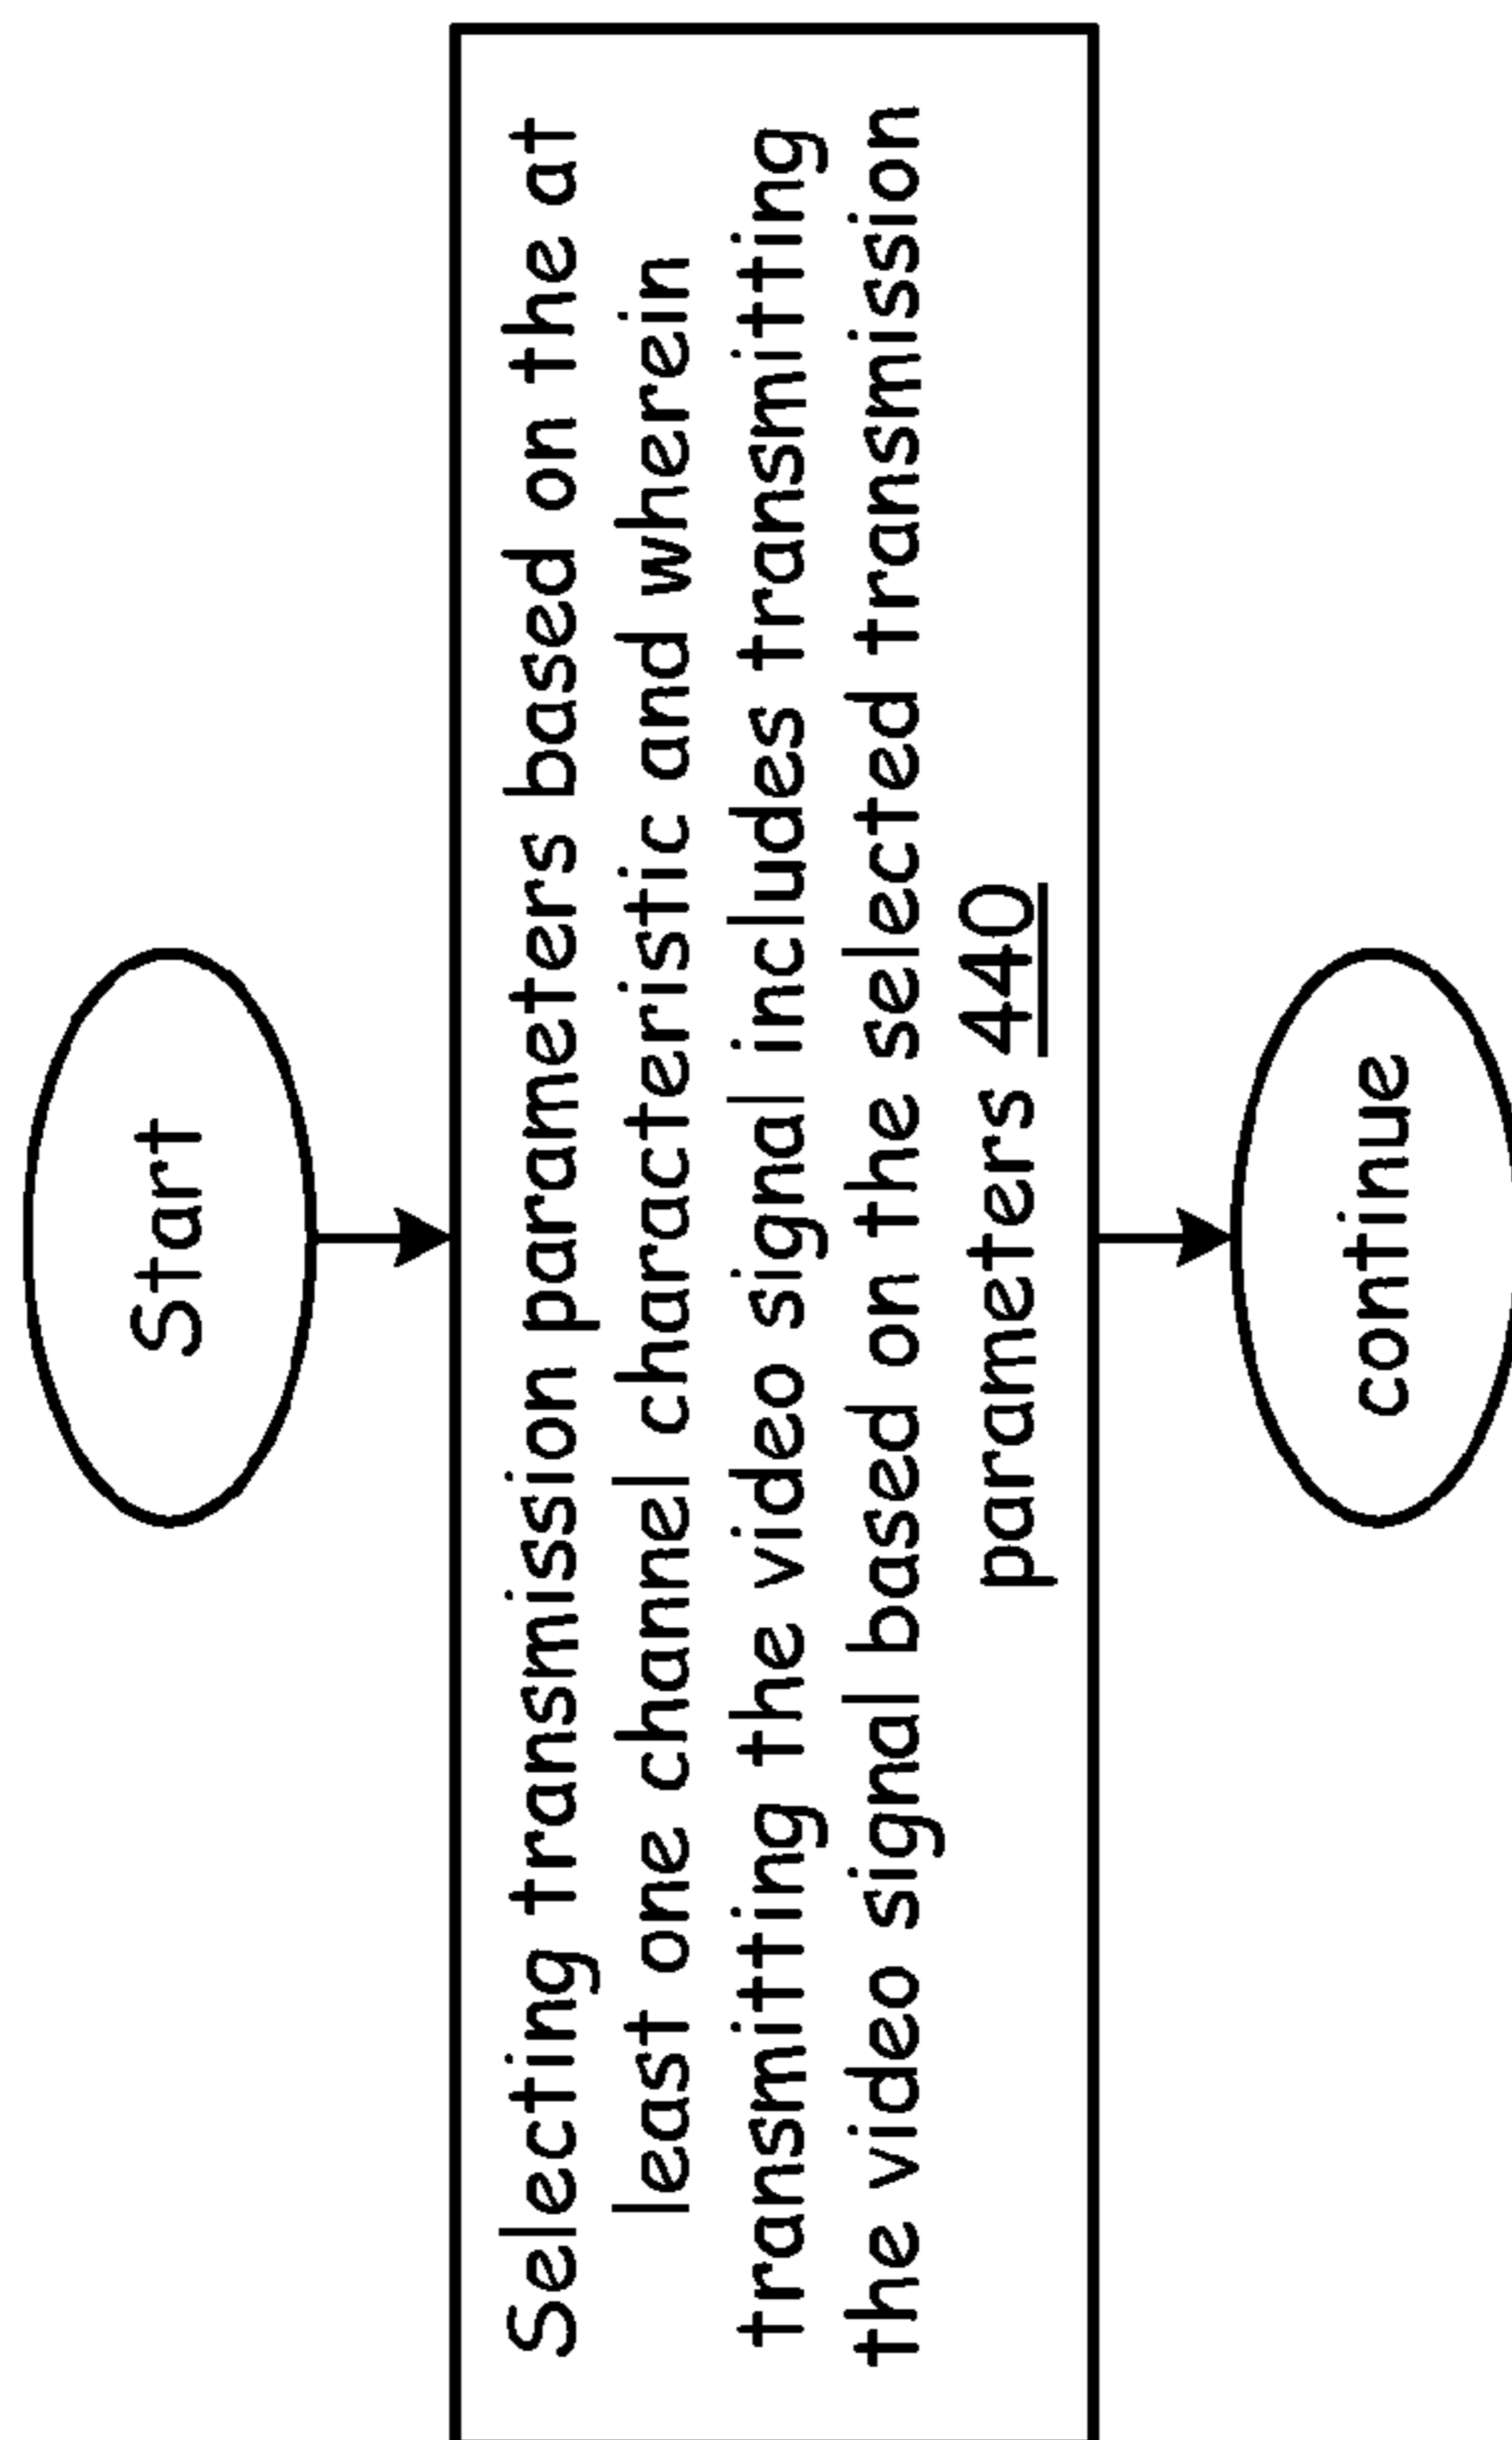 Start
Selecting transmission parameters based on the at
least one channel characteristic and wherein
transmitting the video signal includes transmitting
the video signal based on the selected transmission
parameters 440
continue